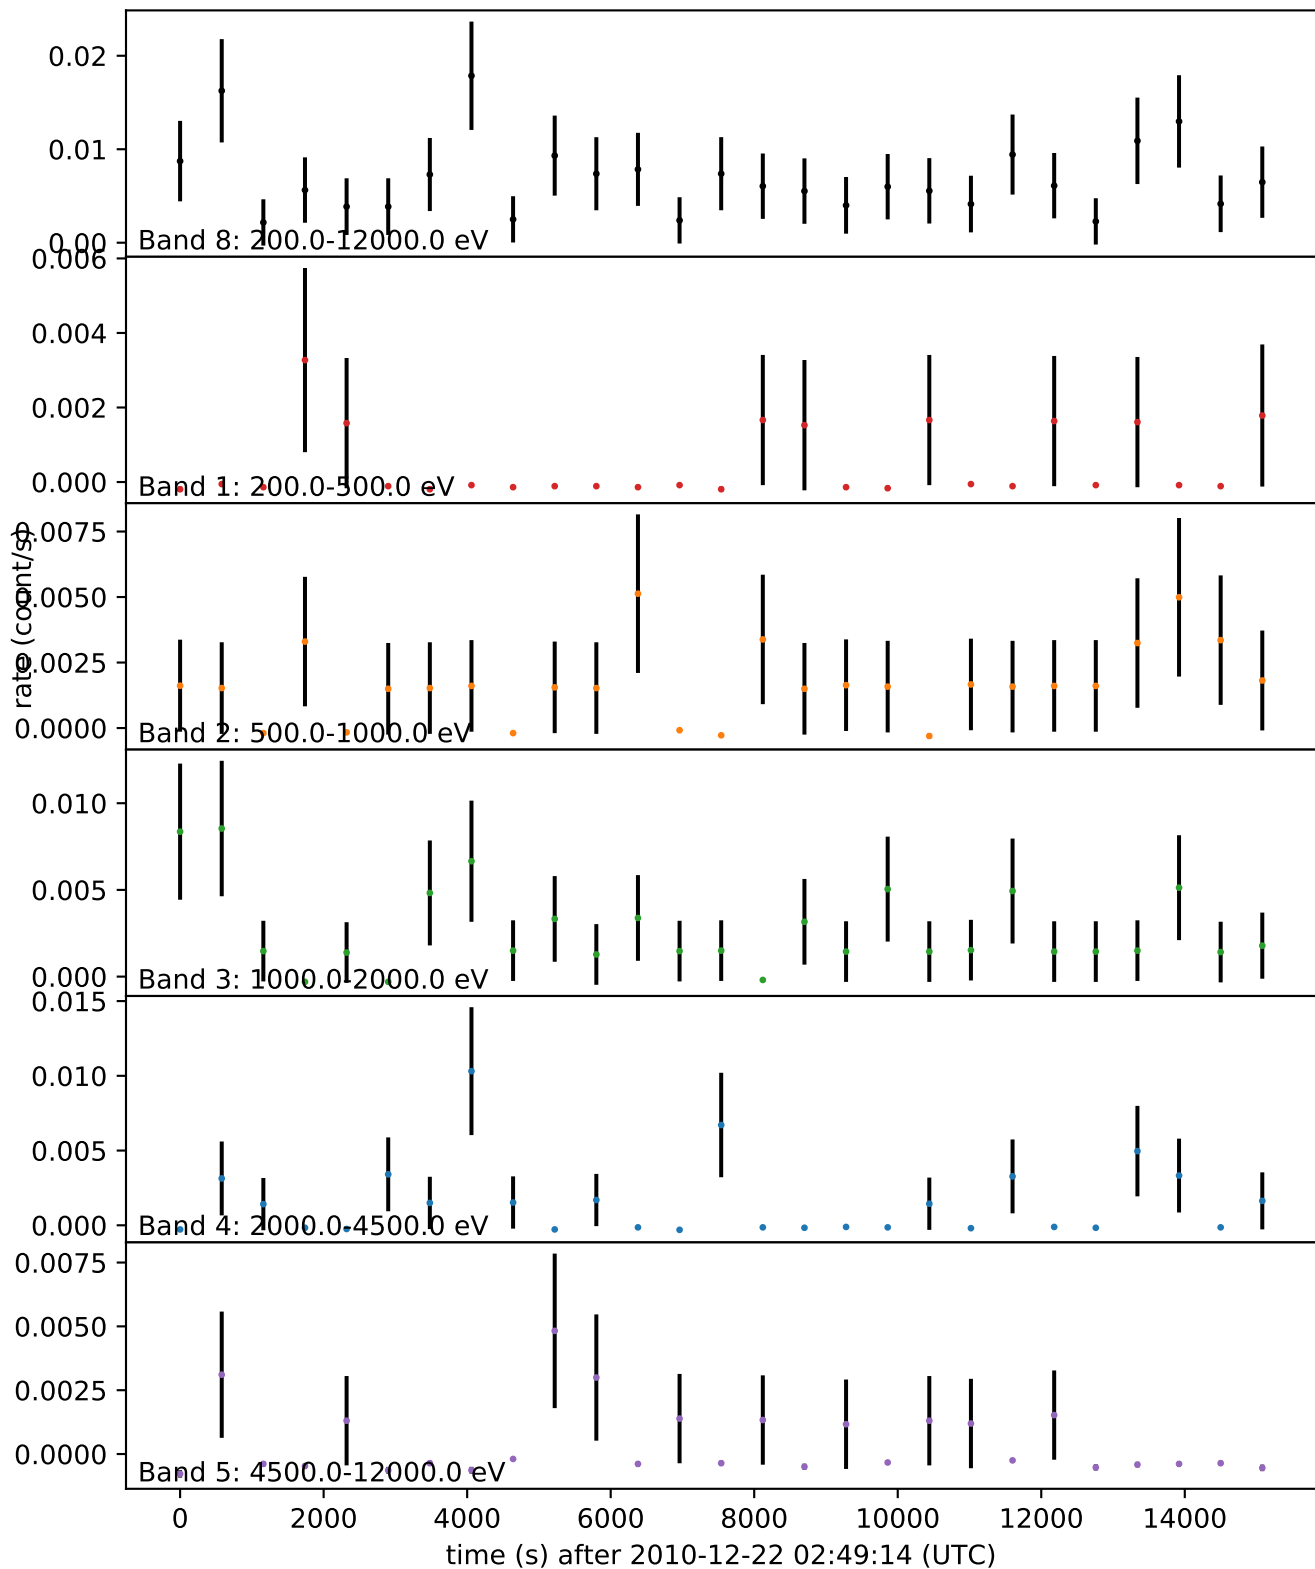 0.02
0.01
0.00
Band 8: 200.0-12000.0 eV
0.006
0.004
0.002
0.000
Band 1: 200.0-500.0 eV
rate (count/s)
0.0075
0.0050
0.0025
0.0000
Band 2: 500.0-1000.0 eV
0.010
0.005
0.000
Band 3: 1000.0-2000.0 eV
0.015
0.010
0.005
0.000
Band 4: 2000.0-4500.0 eV
0.0075
0.0050
0.0025
0.0000
Band 5: 4500.0-12000.0 eV
0 2000 4000 6000 8000 10000 12000 14000
time (s) after 2010-12-22 02:49:14 (UTC)